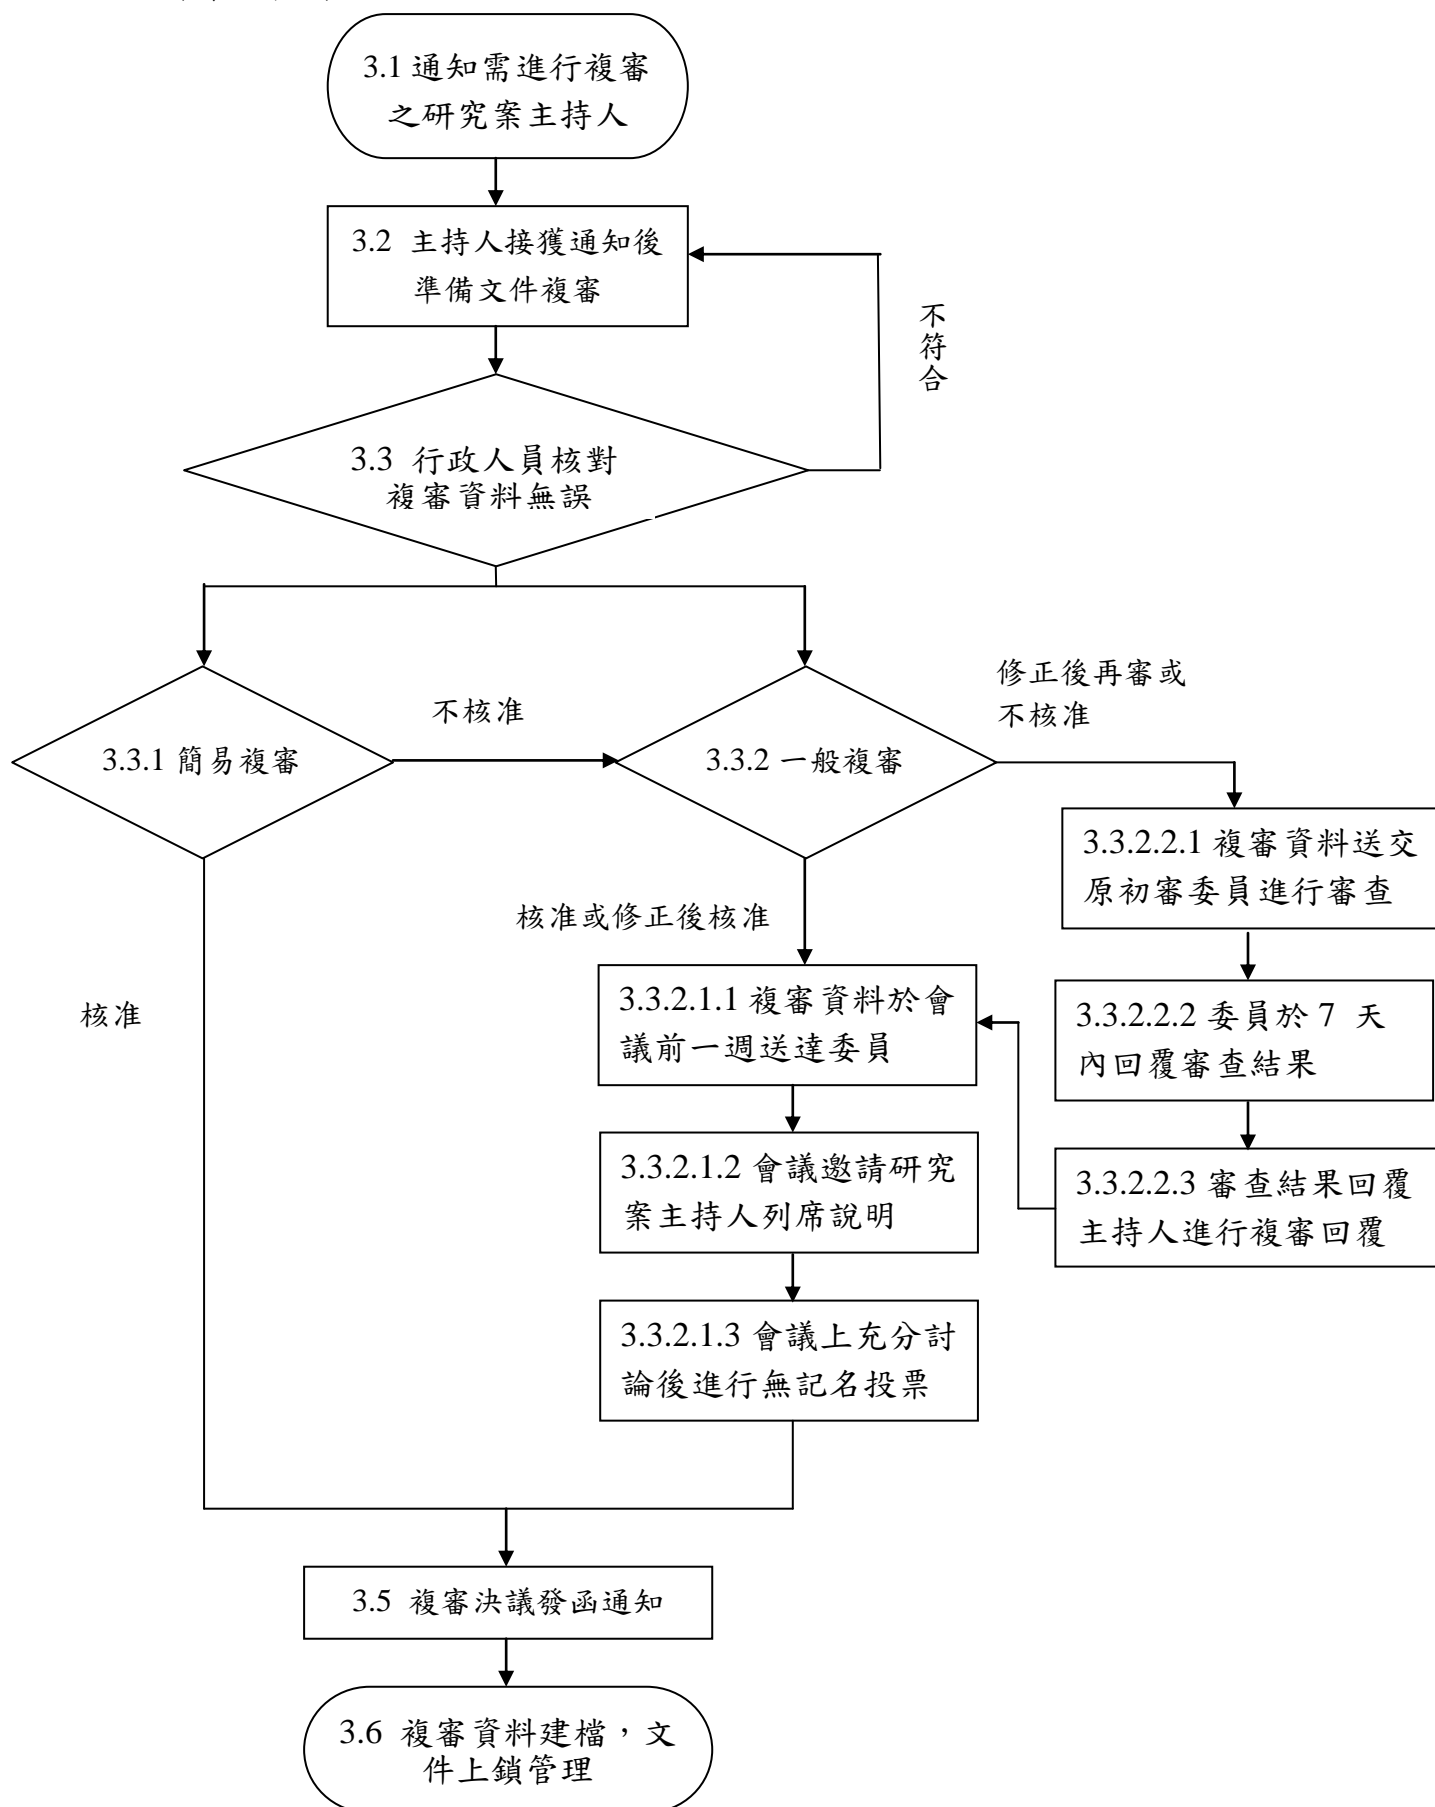 3.1 通知需進行複審
之研究案主持人
3.2 主持人接獲通知後
準備文件複審
不
符
合
3.3 行政人員核對
複審資料無誤
修正後再審或
不核准
不核准
3.3.1 簡易複審
3.3.2 一般複審
3.3.2.2.1 複審資料送交
原初審委員進行審查
核准或修正後核准
核准
3.3.2.1.1 複審資料於會
議前一週送達委員
3.3.2.2.2 委員於 7 天
內回覆審查結果
3.3.2.1.2 會議邀請研究
案主持人列席說明
3.3.2.2.3 審查結果回覆
主持人進行複審回覆
3.3.2.1.3 會議上充分討
論後進行無記名投票
3.5 複審決議發函通知
3.6 複審資料建檔，文
件上鎖管理